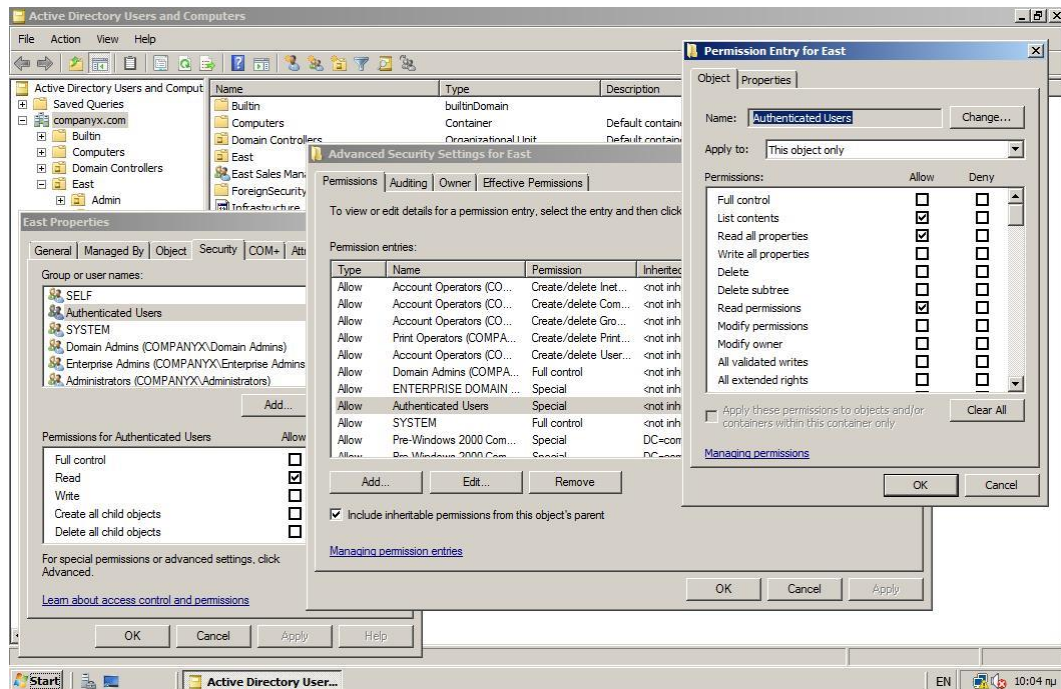 Active Directory Users and Computers
File Action View Help
Active Directory Users and Comput
Saved Queries
companyx.com
Builtin
Computers
Domain Controllers
East
Admin
Name Type Description
Builtin builtinDomain
Computers Container Default contain
Domain Controllers Organizational Unit Default contain
East
East Sales Mana
ForeignSecurity
Infrastructure
East Properties
General Managed By Object Security COM+ Att
Group or user names:
SELF
Authenticated Users
SYSTEM
Domain Admins (COMPANYX\Domain Admins)
Enterprise Admins (COMPANYX\Enterprise Admins
Administrators (COMPANYX\Administrators)
Add...
Permissions for Authenticated Users Allow
Full control
Read
Write
Create all child objects
Delete all child objects
For special permissions or advanced settings, click
Advanced.
Learn about access control and permissions
OK Cancel Apply Help
Advanced Security Settings for East
Permissions Auditing Owner Effective Permissions
To view or edit details for a permission entry, select the entry and then click
Permission entries:
Type Name Permission Inherited
Allow Account Operators (CO... Create/delete Inet... <not inh
Allow Account Operators (CO... Create/delete Com... <not inh
Allow Account Operators (CO... Create/delete Gro... <not inh
Allow Print Operators (COMPA... Create/delete Print... <not inh
Allow Account Operators (CO... Create/delete User... <not inh
Allow Domain Admins (COMPA... Full control <not inh
Allow ENTERPRISE DOMAIN ... Special <not inh
Allow Authenticated Users Special <not inh
Allow SYSTEM Full control <not inh
Allow Pre-Windows 2000 Com... Special DC=com
Allow Pre-Windows 2000 Com... Special DC=com
Add... Edit... Remove
Include inheritable permissions from this object's parent
Managing permission entries
OK Cancel Apply
Permission Entry for East
Object Properties
Name: Authenticated Users Change...
Apply to: This object only
Permissions: Allow Deny
Full control
List contents
Read all properties
Write all properties
Delete
Delete subtree
Read permissions
Modify permissions
Modify owner
All validated writes
All extended rights
Apply these permissions to objects and/or
containers within this container only
Clear All
Managing permissions
OK Cancel
Start Active Directory User... EN 10:04 πμ